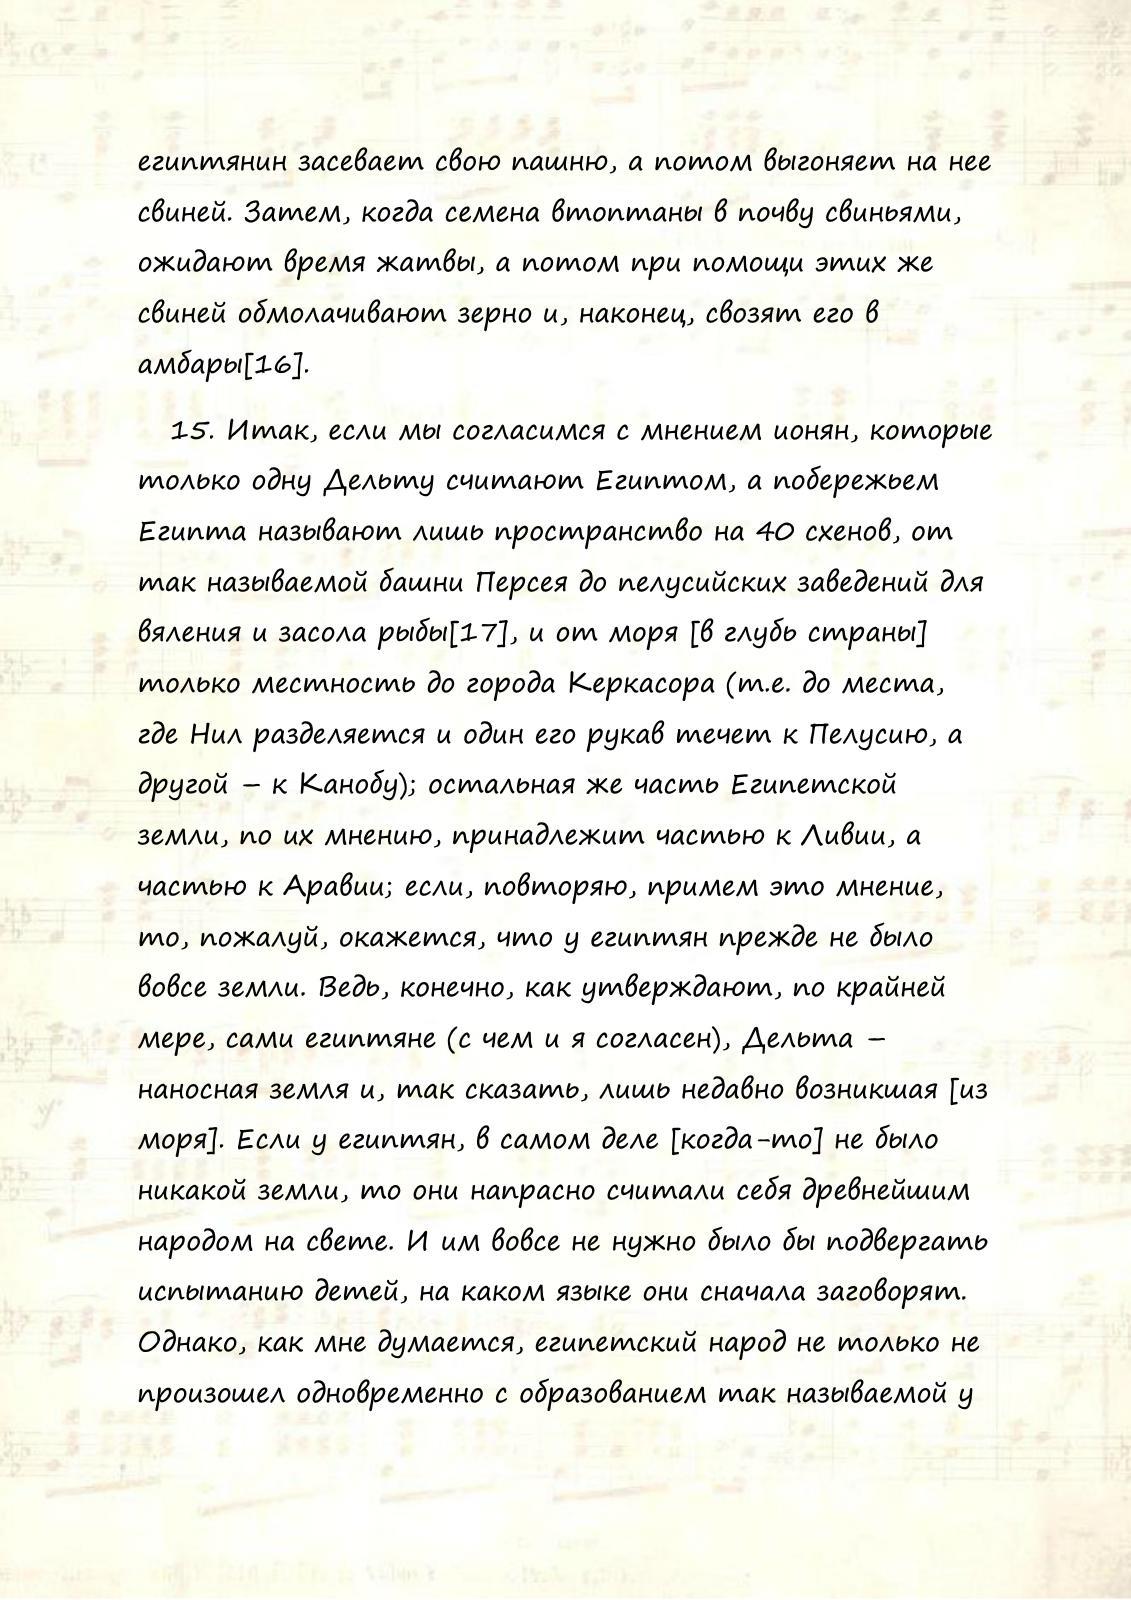 египтянин засевает свою пашню, а потом выгоняет на нее
свиней. Затем, когда семена втоптаны в почву свиньями,
ожидают время жатвы, а потом при помощи этих же
свиней обмолачивают зерно и, наконец, свозят его в
амбары[16].
15. Итак, если мы согласимся с мнением ионян, которые
только одну Дельту считают Египтом, а побережьем
Египта называют лишь пространство на 40 схенов, от
так называемой башни Персея до пелусийских заведений для
вяления и засола рыбы[17], и от моря [в глубь страны]
только местность до города Керкасора (т.е. до места,
где Нил разделяется и один его рукав течет к Пелусию, а
другой – к Канобу); остальная же часть Египетской
земли, по их мнению, принадлежит частью к Ливии, а
частью к Аравии; если, повторяю, примем это мнение,
то, пожалуй, окажется, что у египтян прежде не было
вовсе земли. Ведь, конечно, как утверждают, по крайней
мере, сами египтяне (с чем и я согласен), Дельта –
наносная земля и, так сказать, лишь недавно возникшая [из
моря]. Если у египтян, в самом деле [когда-то] не было
никакой земли, то они напрасно считали себя древнейшим
народом на свете. И им вовсе не нужно было бы подвергать
испытанию детей, на каком языке они сначала заговорят.
Однако, как мне думается, египетский народ не только не
произошел одновременно с образованием так называемой у